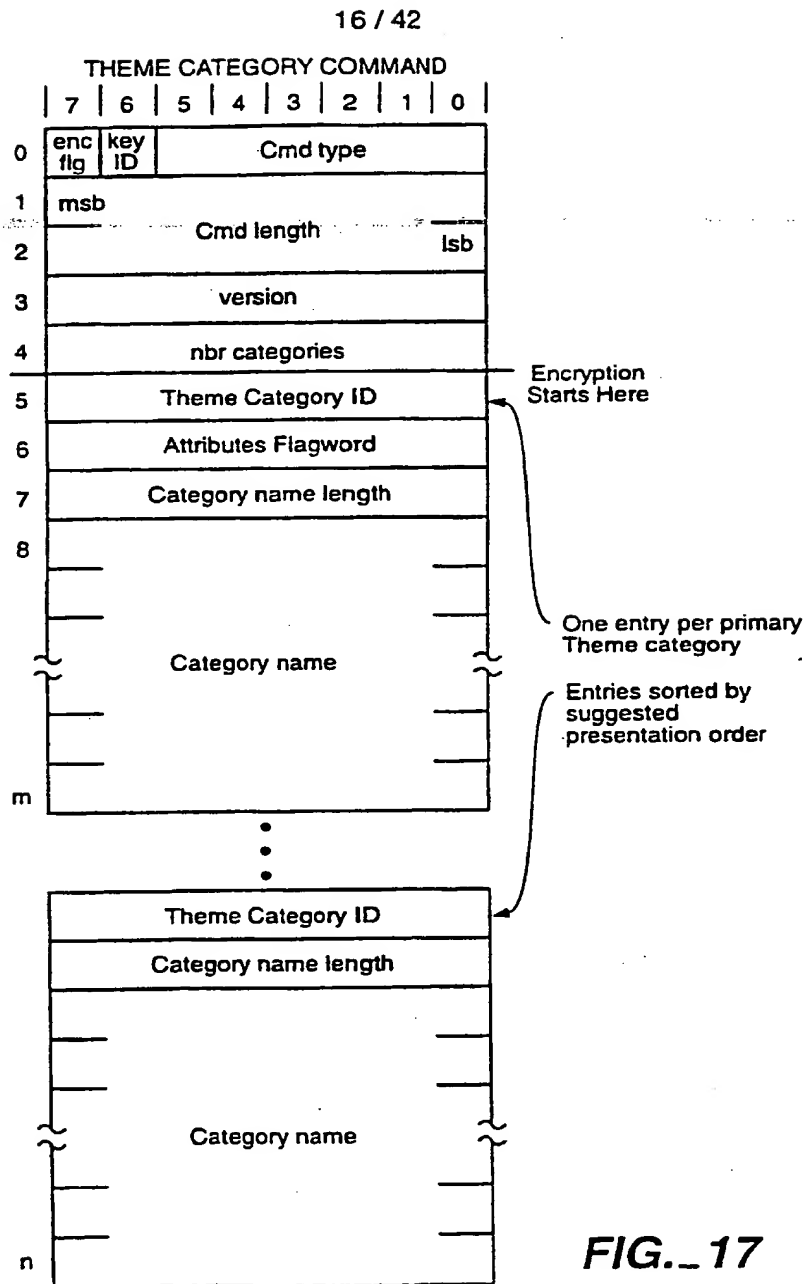 16 / 42
THEME CATEGORY COMMAND
7 6 5 4 3 2 1 0
0 enc flg key ID Cmd type
1 msb
Cmd length
2 lsb
3 version
4 nbr categories
Encryption
Starts Here
5 Theme Category ID
6 Attributes Flagword
7 Category name length
8
One entry per primary
Theme category
Category name
Entries sorted by
suggested
presentation order
m
Theme Category ID
Category name length
Category name
n
FIG._17